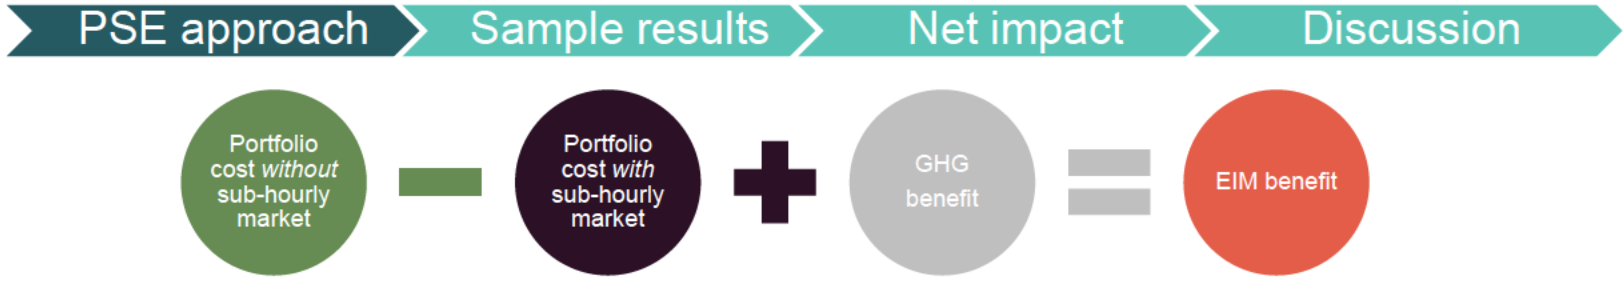 PSE approach
Sample results
Net impact
Discussion
Portfolio
cost without
sub-hourly
market
Portfolio
cost with
sub-hourly
market
GHG
benefit
EIM benefit